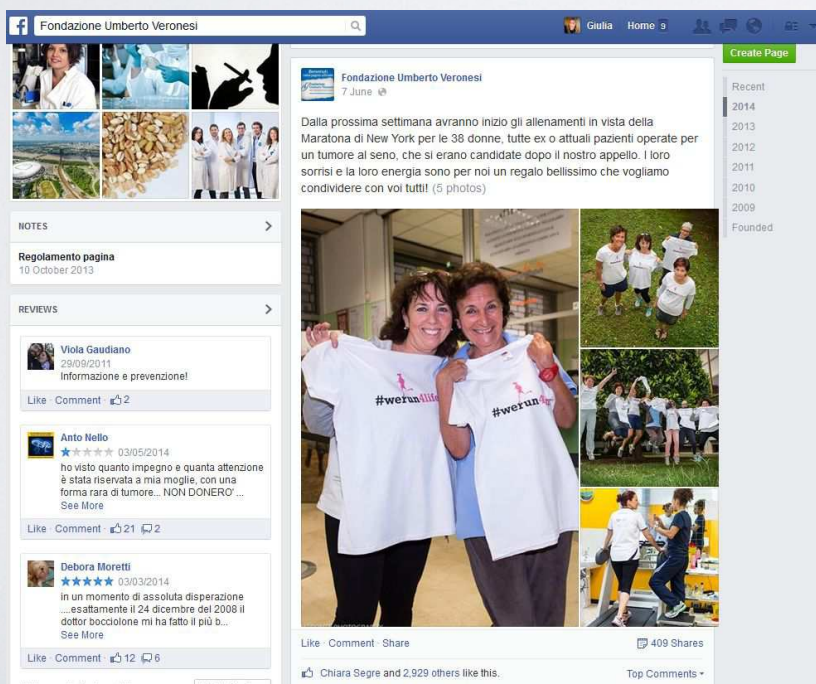 Fondazione Umberto Veronesi
Giulia
Home 9
Create Page
NOTES
Regolamento pagina
10 October 2013
REVIEWS
Viola Gaudiano
29/09/2011
Informazione e prevenzione!
Like · Comment · 2
Anto Nello
03/05/2014
ho visto quanto impegno e quanta attenzione
è stata riservata a mia moglie, con una
forma rara di tumore... NON DONERO' ...
See More
Like · Comment · 21 2
Debora Moretti
03/03/2014
in un momento di assoluta disperazione
....esattamente il 24 dicembre del 2008 il
dottor bocciolone mi ha fatto il più b...
See More
Like · Comment · 12 6
Fondazione Umberto Veronesi
7 June
Dalla prossima settimana avranno inizio gli allenamenti in vista della
Maratona di New York per le 38 donne, tutte ex o attuali pazienti operate per
un tumore al seno, che si erano candidate dopo il nostro appello. I loro
sorrisi e la loro energia sono per noi un regalo bellissimo che vogliamo
condividere con voi tutti! (5 photos)
#werun4life
Like · Comment · Share
409 Shares
Chiara Segre and 2,929 others like this.
Top Comments
Recent
2014
2013
2012
2011
2010
2009
Founded